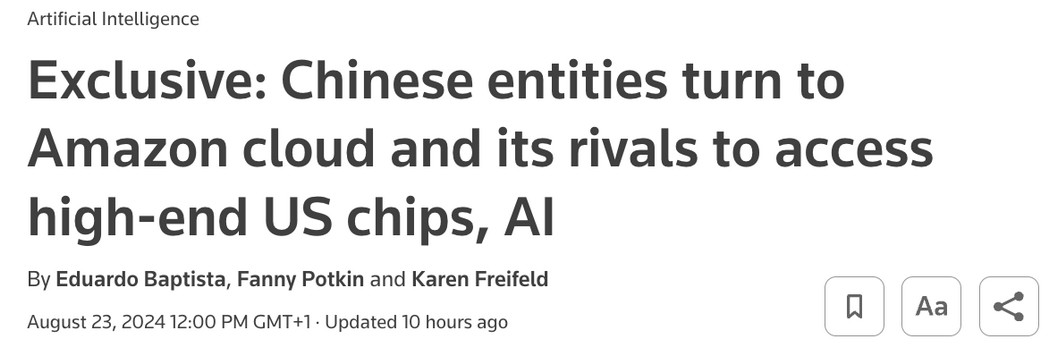 Artificial Intelligence
Exclusive: Chinese entities turn to
Amazon cloud and its rivals to access
high-end US chips, AI
By Eduardo Baptista, Fanny Potkin and Karen Freifeld
August 23, 2024 12:00 PM GMT+1 · Updated 10 hours ago
Aa